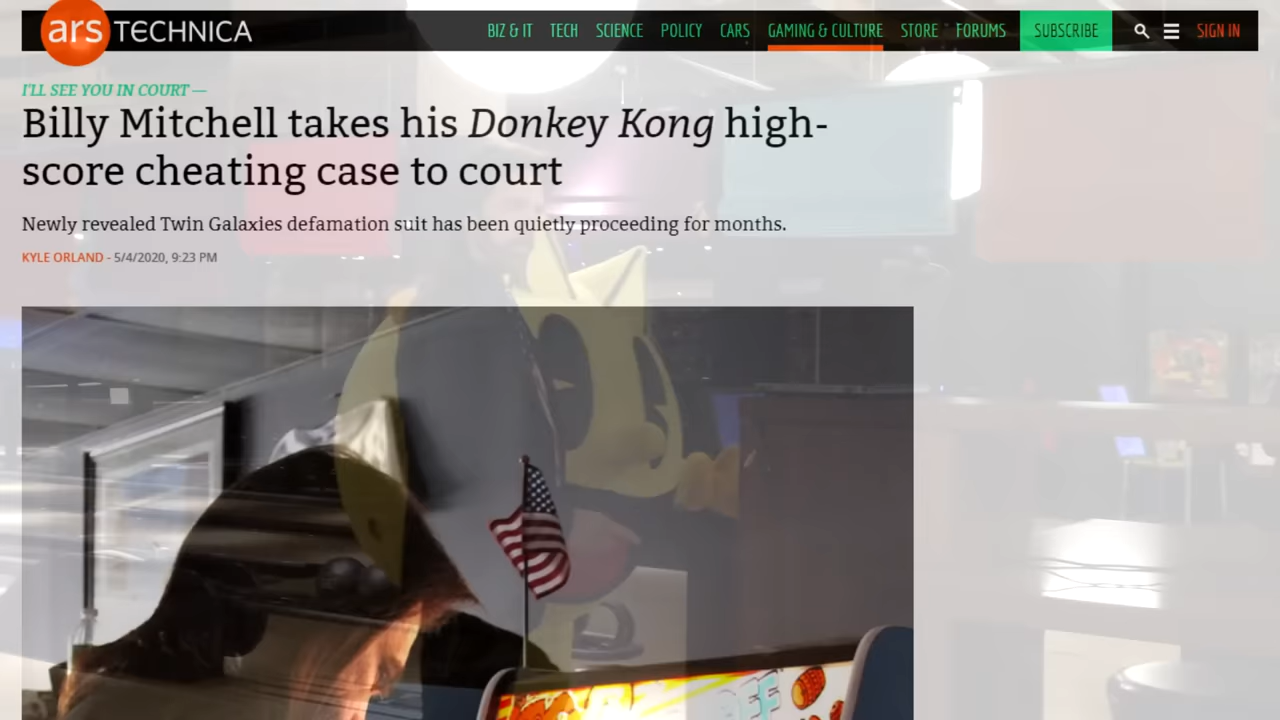 ars TECHNICA
BIZ & IT TECH SCIENCE POLICY CARS GAMING & CULTURE STORE FORUMS SUBSCRIBE SIGN IN
I'LL SEE YOU IN COURT —
Billy Mitchell takes his Donkey Kong high-
score cheating case to court
Newly revealed Twin Galaxies defamation suit has been quietly proceeding for months.
KYLE ORLAND - 5/4/2020, 9:23 PM